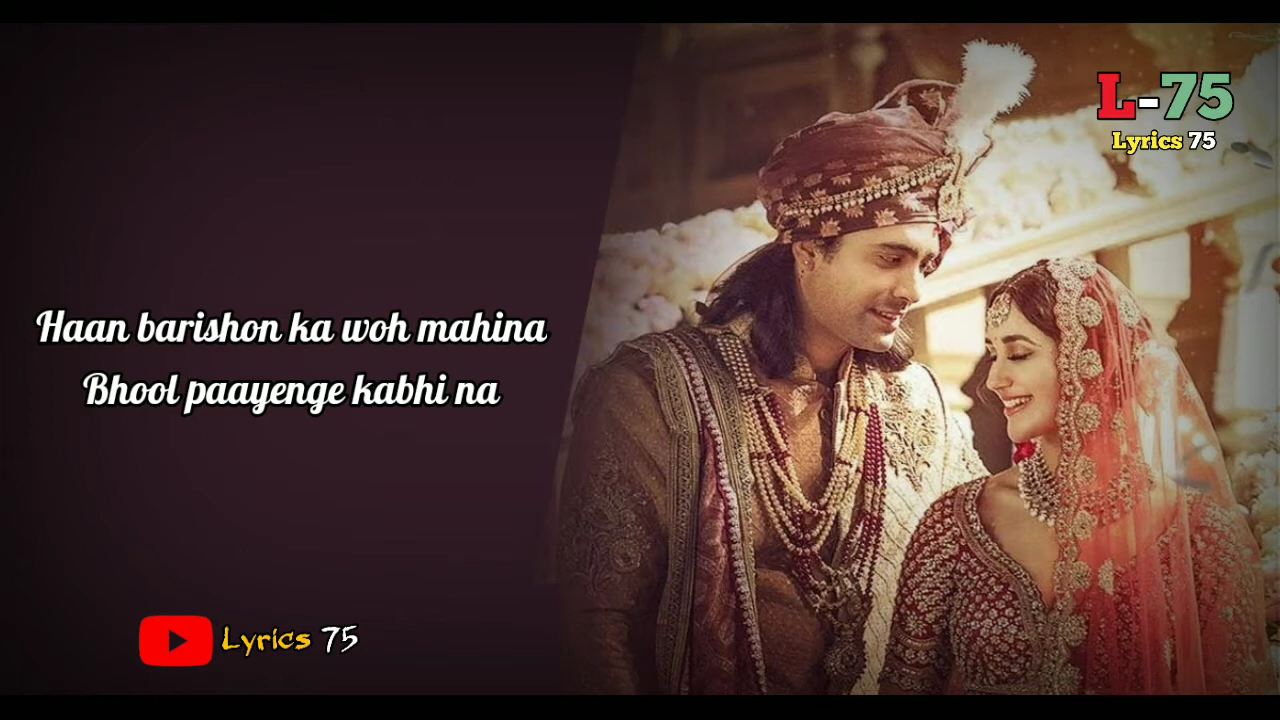 L-75
Lyrics 75
Haan barishon ka woh mahina
Bhool paayenge kabhi na
Lyrics 75